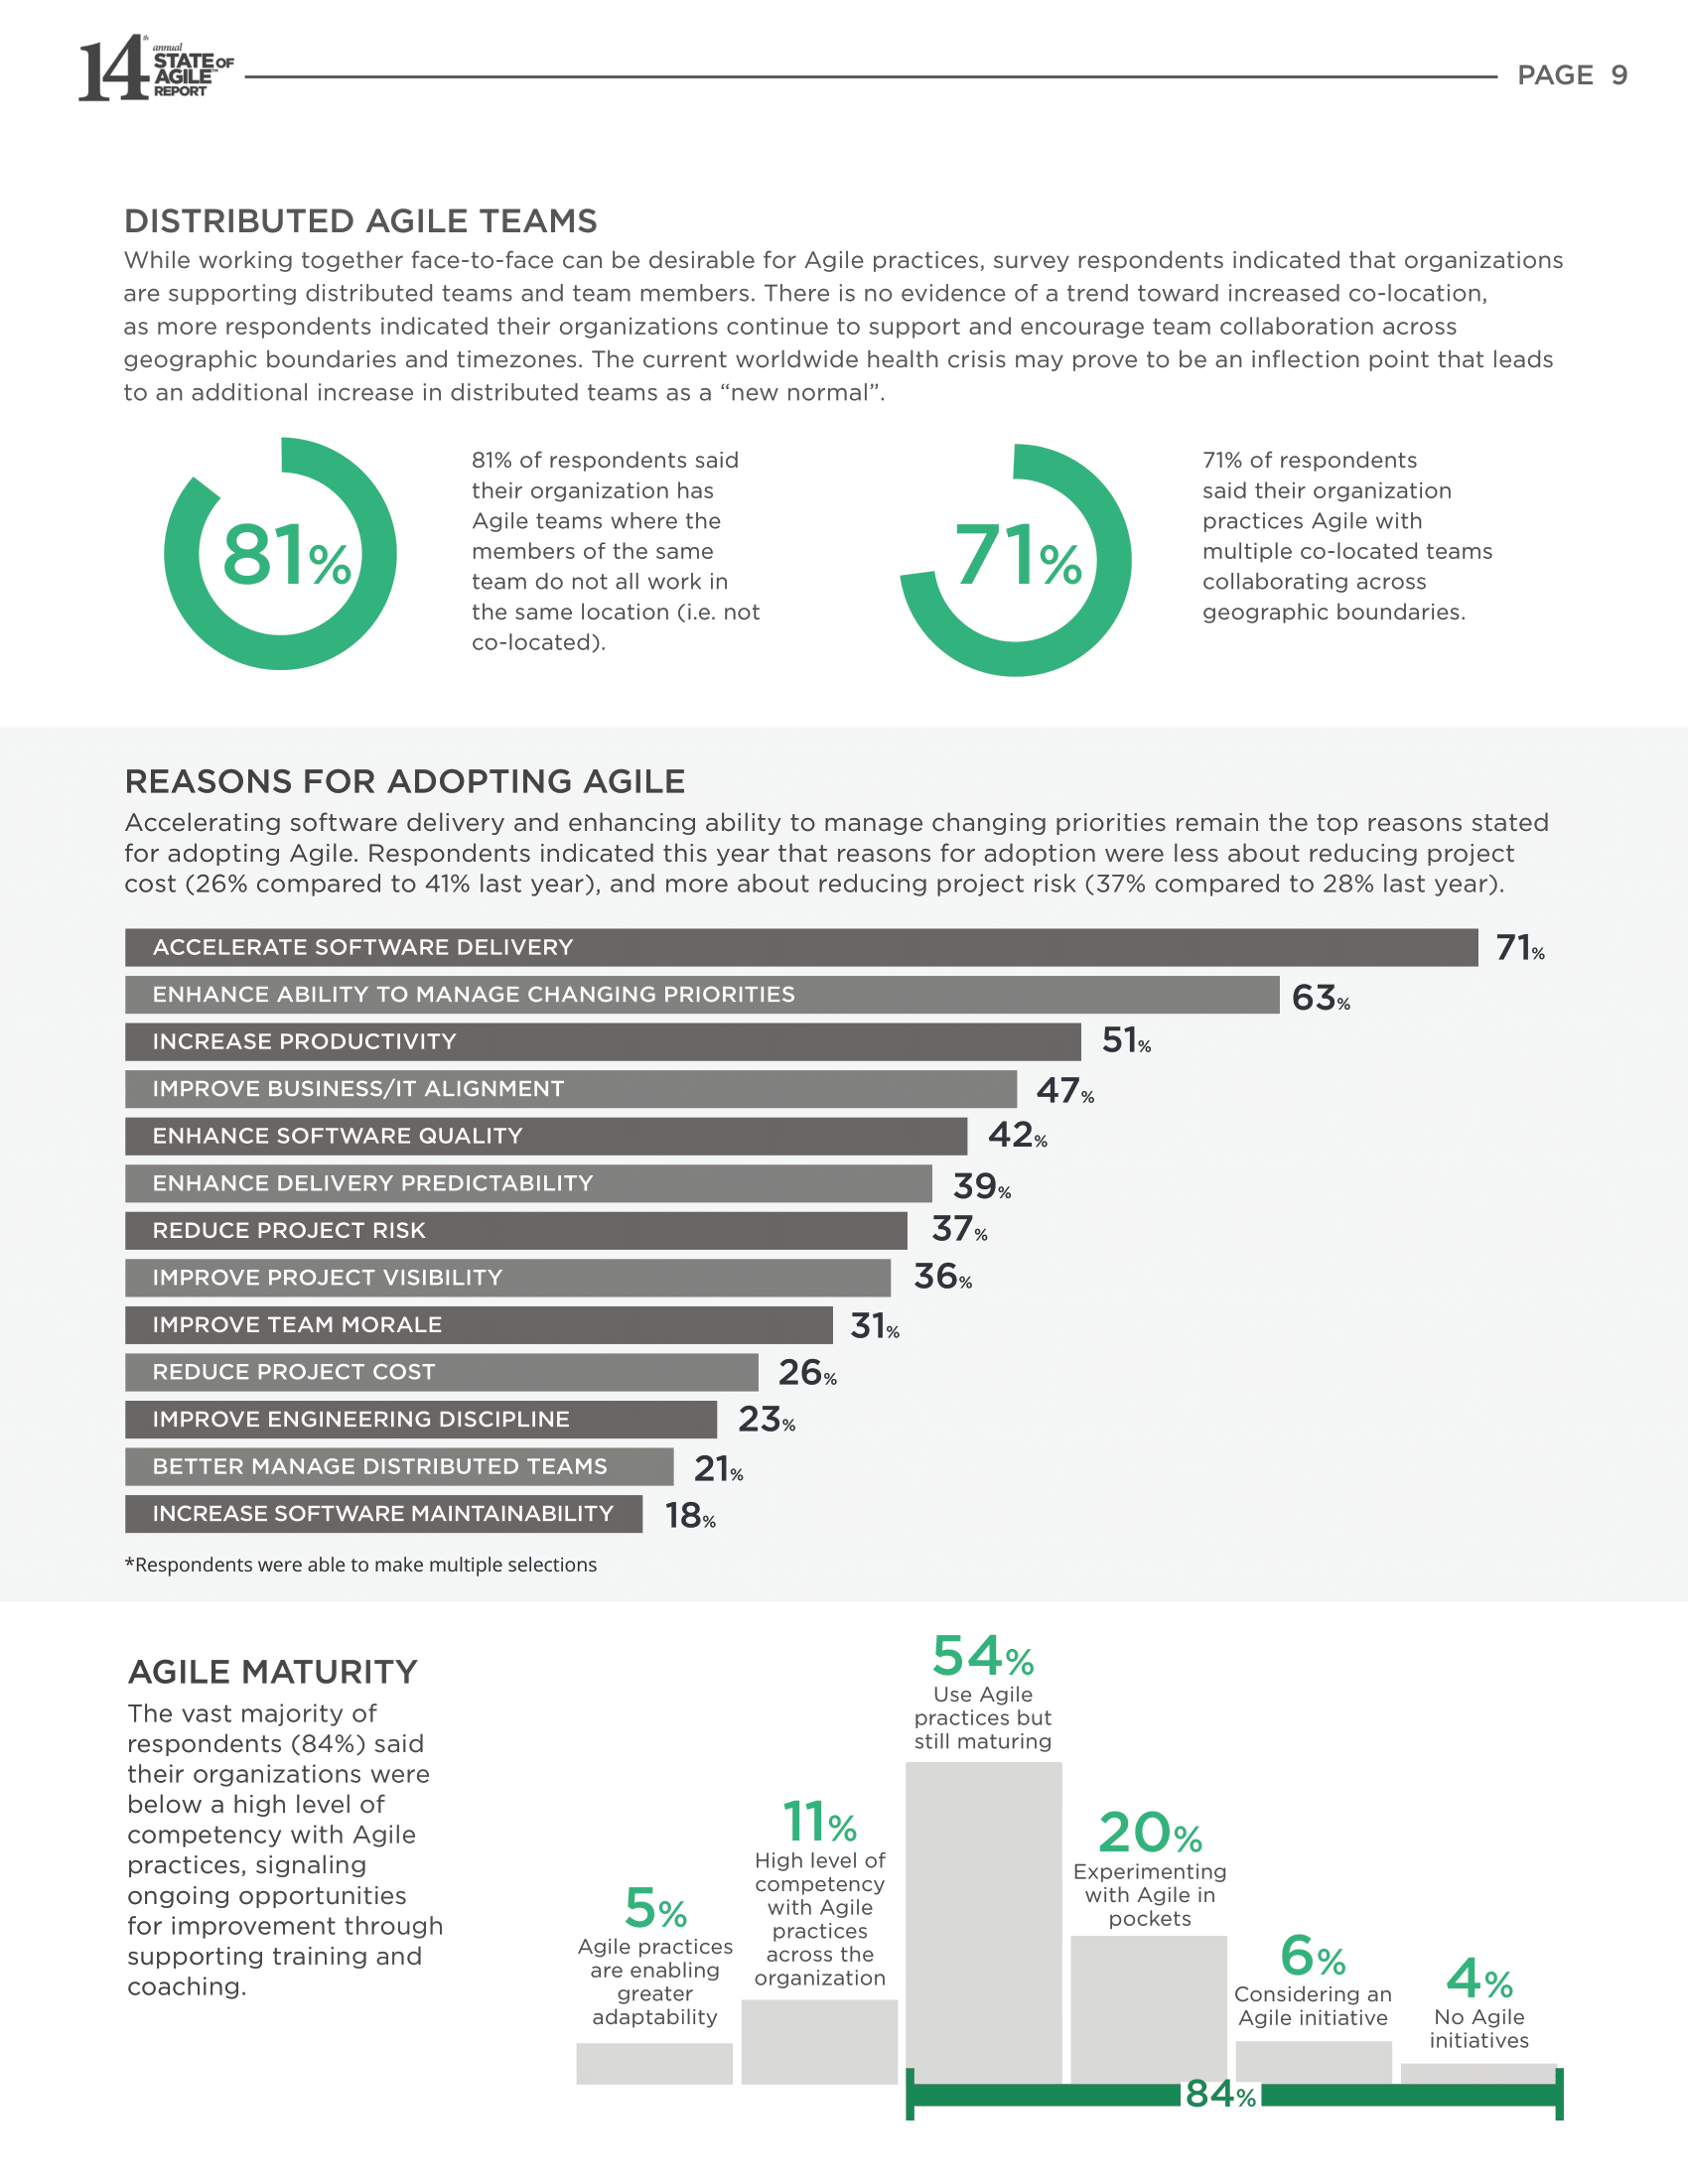 14th annual
STATE OF
AGILE™
REPORT
PAGE 9
DISTRIBUTED AGILE TEAMS
While working together face-to-face can be desirable for Agile practices, survey respondents indicated that organizations
are supporting distributed teams and team members. There is no evidence of a trend toward increased co-location,
as more respondents indicated their organizations continue to support and encourage team collaboration across
geographic boundaries and timezones. The current worldwide health crisis may prove to be an inflection point that leads
to an additional increase in distributed teams as a “new normal”.
81%
81% of respondents said
their organization has
Agile teams where the
members of the same
team do not all work in
the same location (i.e. not
co-located).
71%
71% of respondents
said their organization
practices Agile with
multiple co-located teams
collaborating across
geographic boundaries.
REASONS FOR ADOPTING AGILE
Accelerating software delivery and enhancing ability to manage changing priorities remain the top reasons stated
for adopting Agile. Respondents indicated this year that reasons for adoption were less about reducing project
cost (26% compared to 41% last year), and more about reducing project risk (37% compared to 28% last year).
ACCELERATE SOFTWARE DELIVERY 71%
ENHANCE ABILITY TO MANAGE CHANGING PRIORITIES 63%
INCREASE PRODUCTIVITY 51%
IMPROVE BUSINESS/IT ALIGNMENT 47%
ENHANCE SOFTWARE QUALITY 42%
ENHANCE DELIVERY PREDICTABILITY 39%
REDUCE PROJECT RISK 37%
IMPROVE PROJECT VISIBILITY 36%
IMPROVE TEAM MORALE 31%
REDUCE PROJECT COST 26%
IMPROVE ENGINEERING DISCIPLINE 23%
BETTER MANAGE DISTRIBUTED TEAMS 21%
INCREASE SOFTWARE MAINTAINABILITY 18%
*Respondents were able to make multiple selections
AGILE MATURITY
The vast majority of
respondents (84%) said
their organizations were
below a high level of
competency with Agile
practices, signaling
ongoing opportunities
for improvement through
supporting training and
coaching.
5%
Agile practices
are enabling
greater
adaptability
11%
High level of
competency
with Agile
practices
across the
organization
54%
Use Agile
practices but
still maturing
20%
Experimenting
with Agile in
pockets
6%
Considering an
Agile initiative
4%
No Agile
initiatives
84%